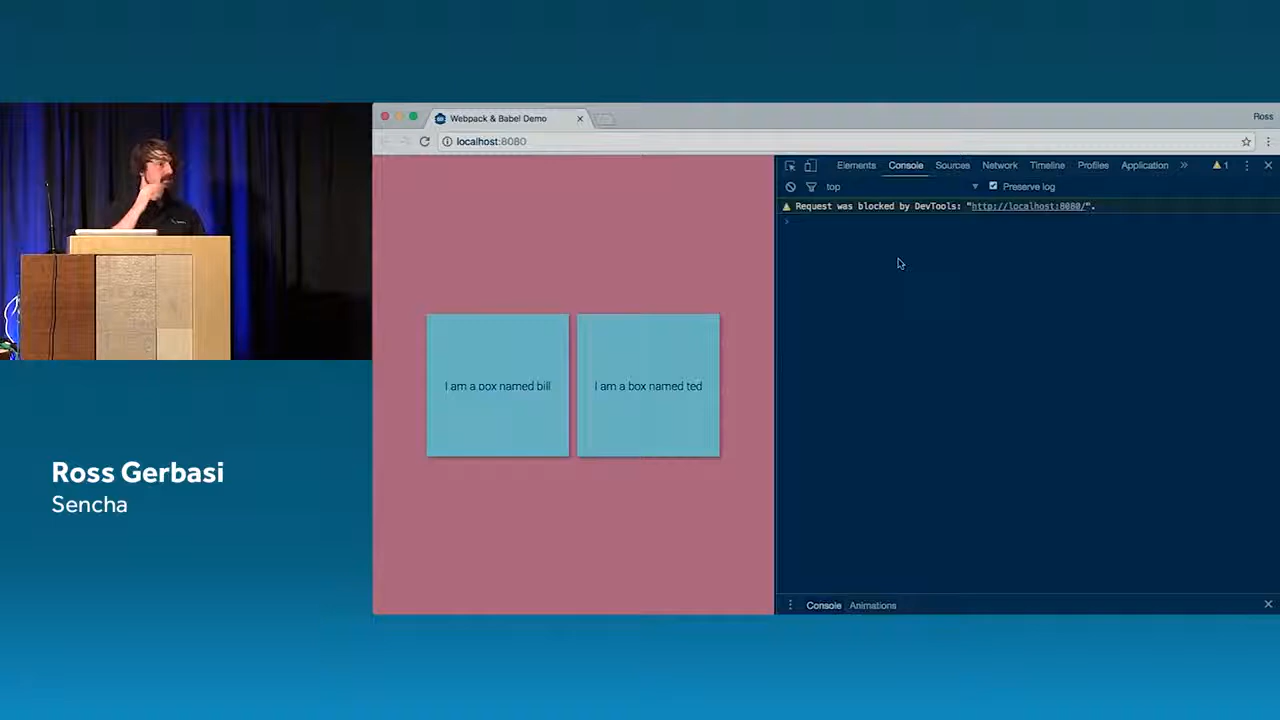 Webpack & Babel Demo
Ross
localhost:8080
Elements Console Sources Network Timeline Profiles Application » 1
top Preserve log
Request was blocked by DevTools: "http://localhost:8080/".
I am a box named bill
I am a box named ted
Ross Gerbasi
Sencha
Console Animations